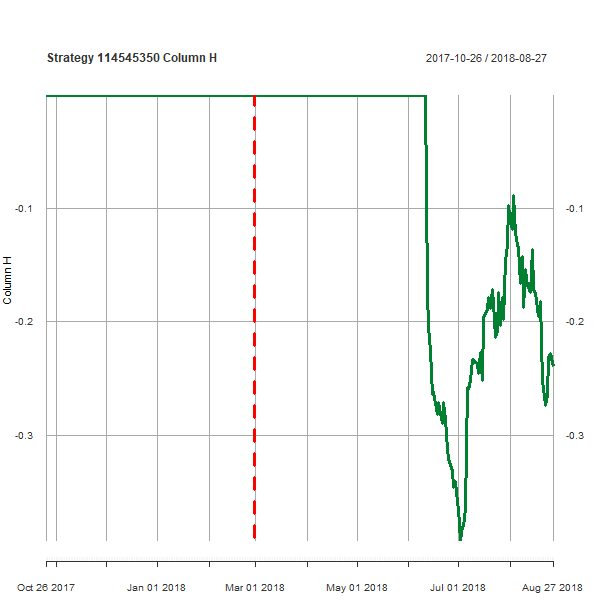 Strategy 114545350 Column H 2017-10-26 / 2018-08-27
-0.1 -0.1
Column H
-0.2 -0.2
-0.3 -0.3
Oct 26 2017 Jan 01 2018 Mar 01 2018 May 01 2018 Jul 01 2018 Aug 27 2018